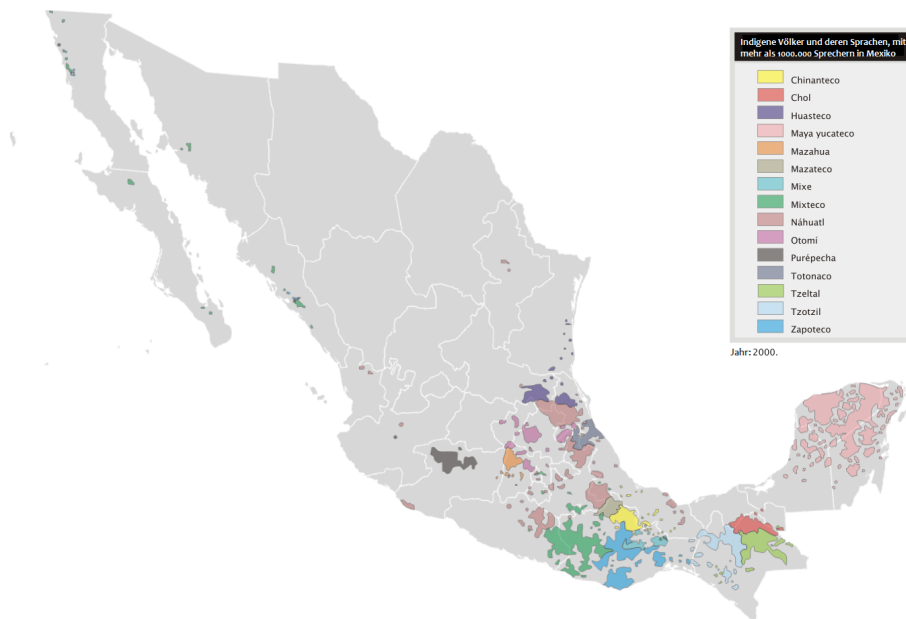 Indigene Völker und deren Sprachen, mit
mehr als 1000.000 Sprechern in Mexiko
Chinanteco
Chol
Huasteco
Maya yucateco
Mazahua
Mazateco
Mixe
Mixteco
Náhuatl
Otomí
Purépecha
Totonaco
Tzeltal
Tzotzil
Zapoteco
Jahr: 2000.